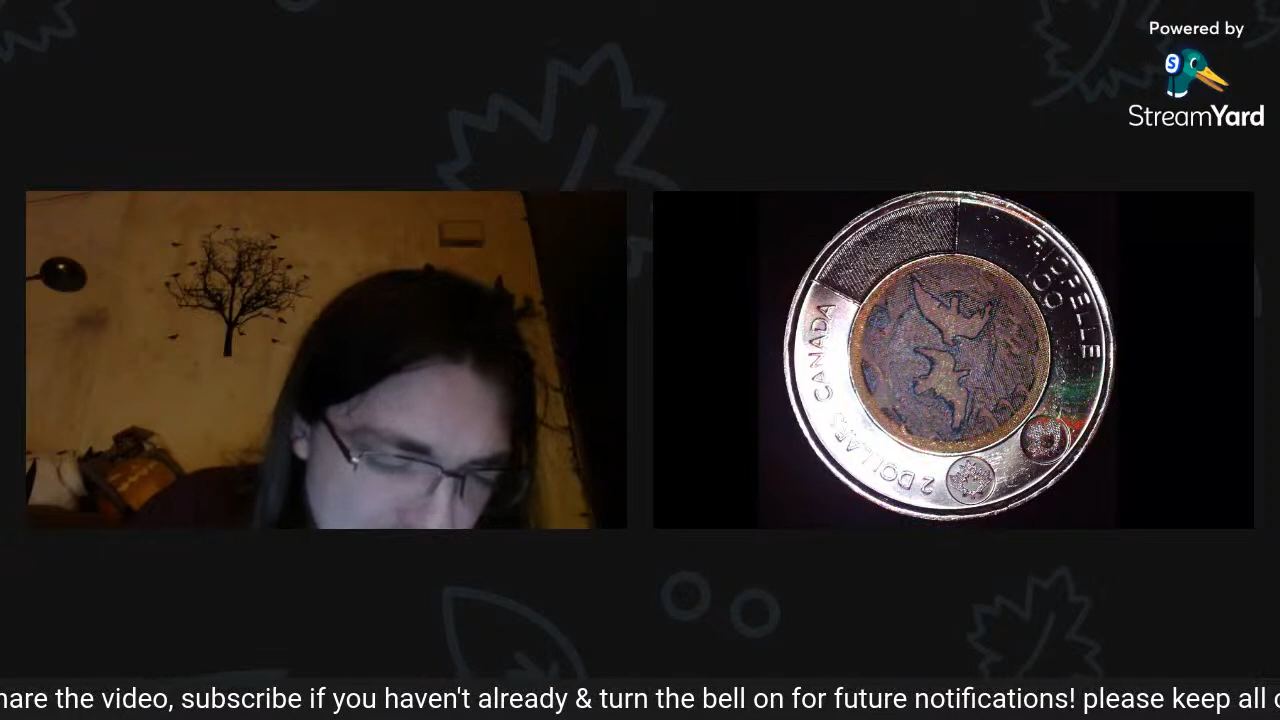 Powered by
S
StreamYard
CANADA
2 DOLLARS
ELLE
100
hare the video, subscribe if you haven't already & turn the bell on for future notifications! please keep all